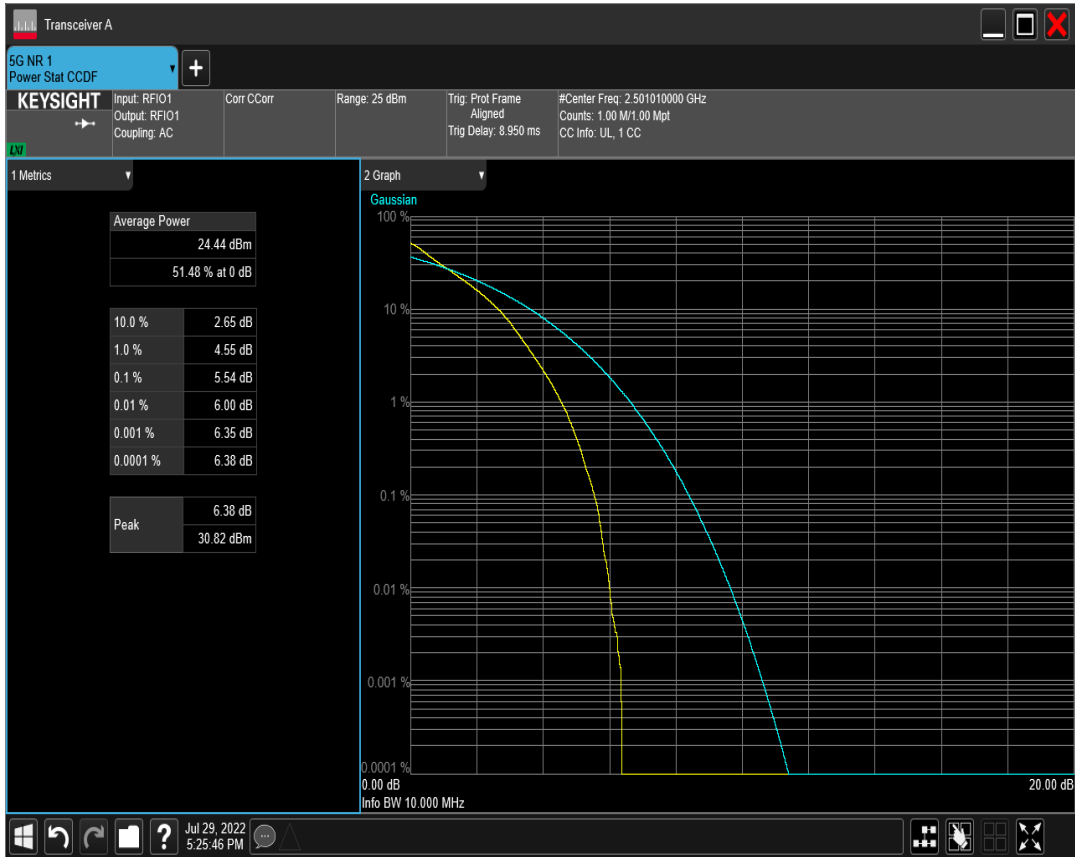 Transceiver A
5G NR 1
Power Stat CCDF
KEYSIGHT
LXI
Input: RFIO1
Output: RFIO1
Coupling: AC
Corr CCorr
Range: 25 dBm
Trig: Prot Frame
Aligned
Trig Delay: 8.950 ms
#Center Freq: 2.501010000 GHz
Counts: 1.00 M/1.00 Mpt
CC Info: UL, 1 CC
1 Metrics
Average Power
24.44 dBm
51.48 % at 0 dB
10.0 % 2.65 dB
1.0 % 4.55 dB
0.1 % 5.54 dB
0.01 % 6.00 dB
0.001 % 6.35 dB
0.0001 % 6.38 dB
Peak
6.38 dB
30.82 dBm
2 Graph
Gaussian
100 %
10 %
1 %
0.1 %
0.01 %
0.001 %
0.0001 %
0.00 dB 20.00 dB
Info BW 10.000 MHz
Jul 29, 2022
5:25:46 PM